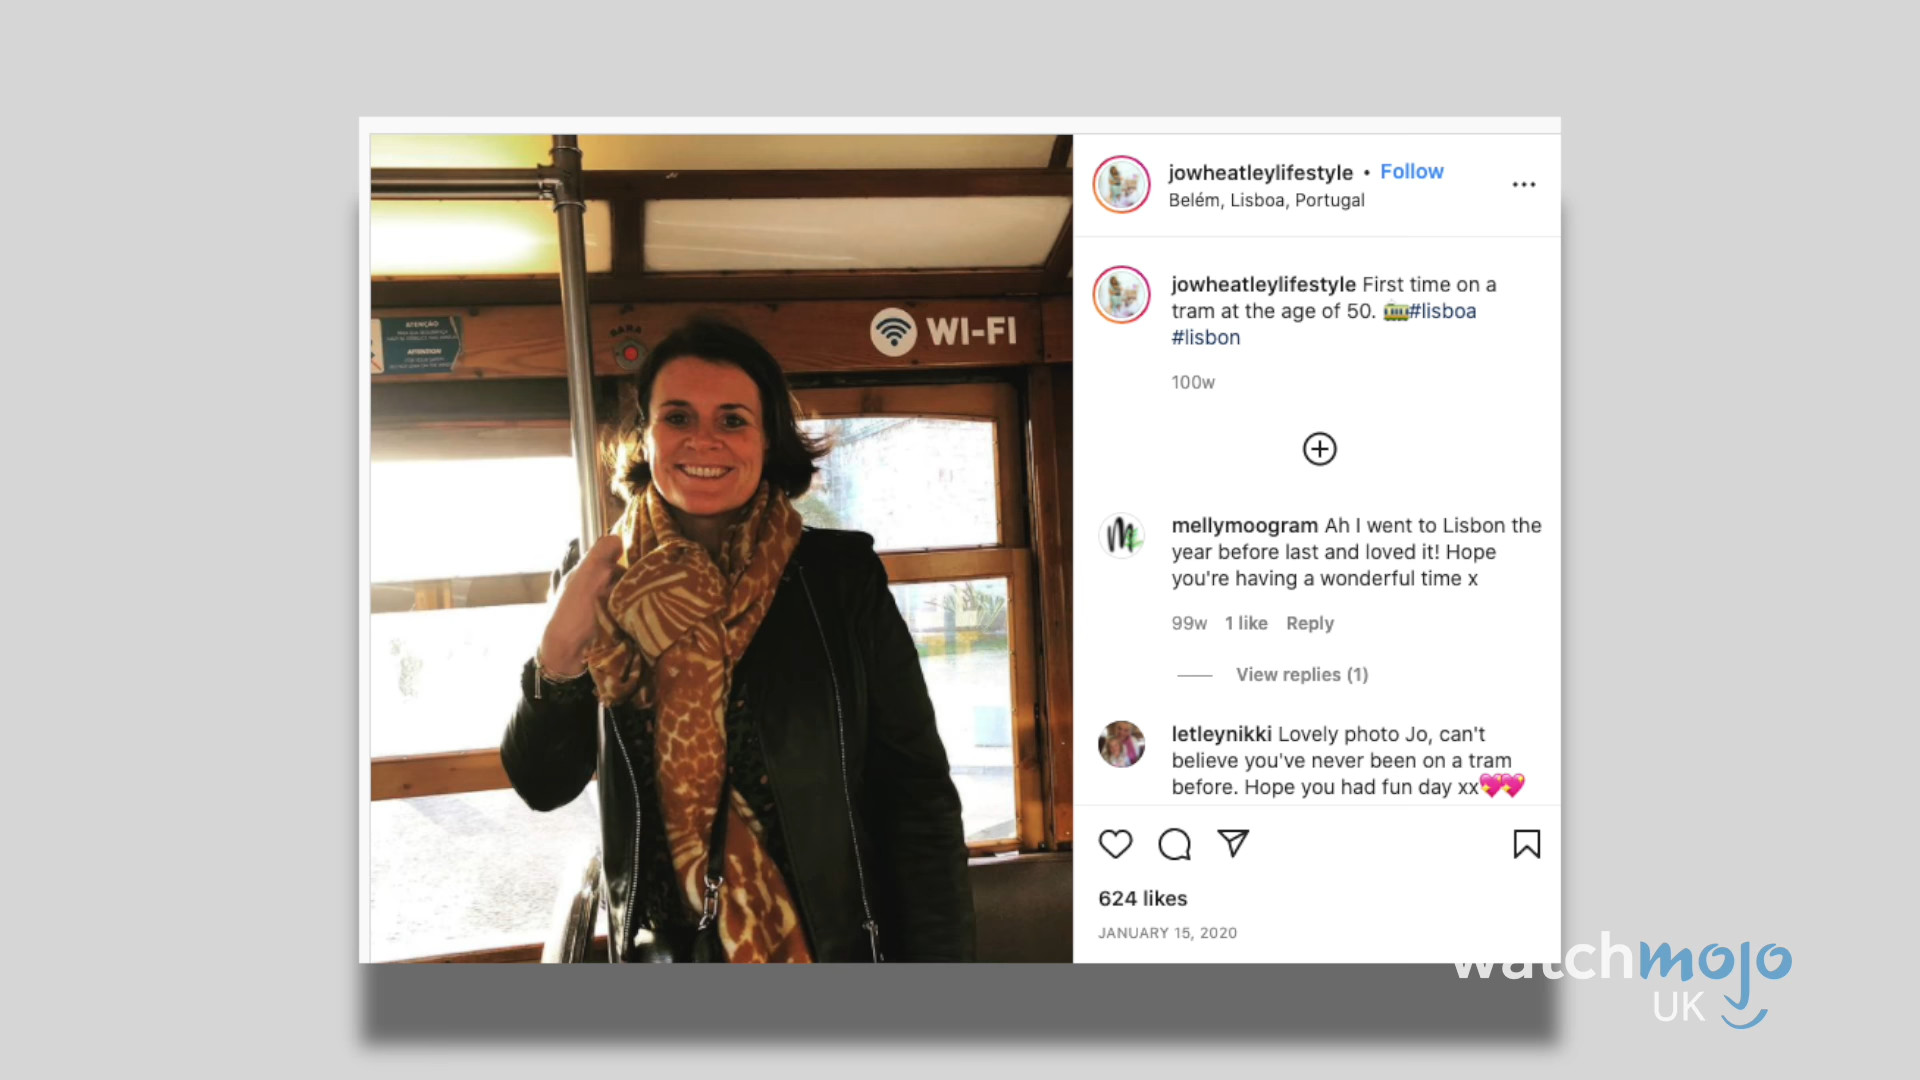 ATENÇÃO
ATTENTION
WI-FI
jowheatleylifestyle • Follow
Belém, Lisboa, Portugal
jowheatleylifestyle First time on a
tram at the age of 50. #lisboa
#lisbon
100w
mellymoogram Ah I went to Lisbon the
year before last and loved it! Hope
you're having a wonderful time x
99w 1 like Reply
View replies (1)
letleynikki Lovely photo Jo, can't
believe you've never been on a tram
before. Hope you had fun day xx
624 likes
JANUARY 15, 2020
watchmojo
UK